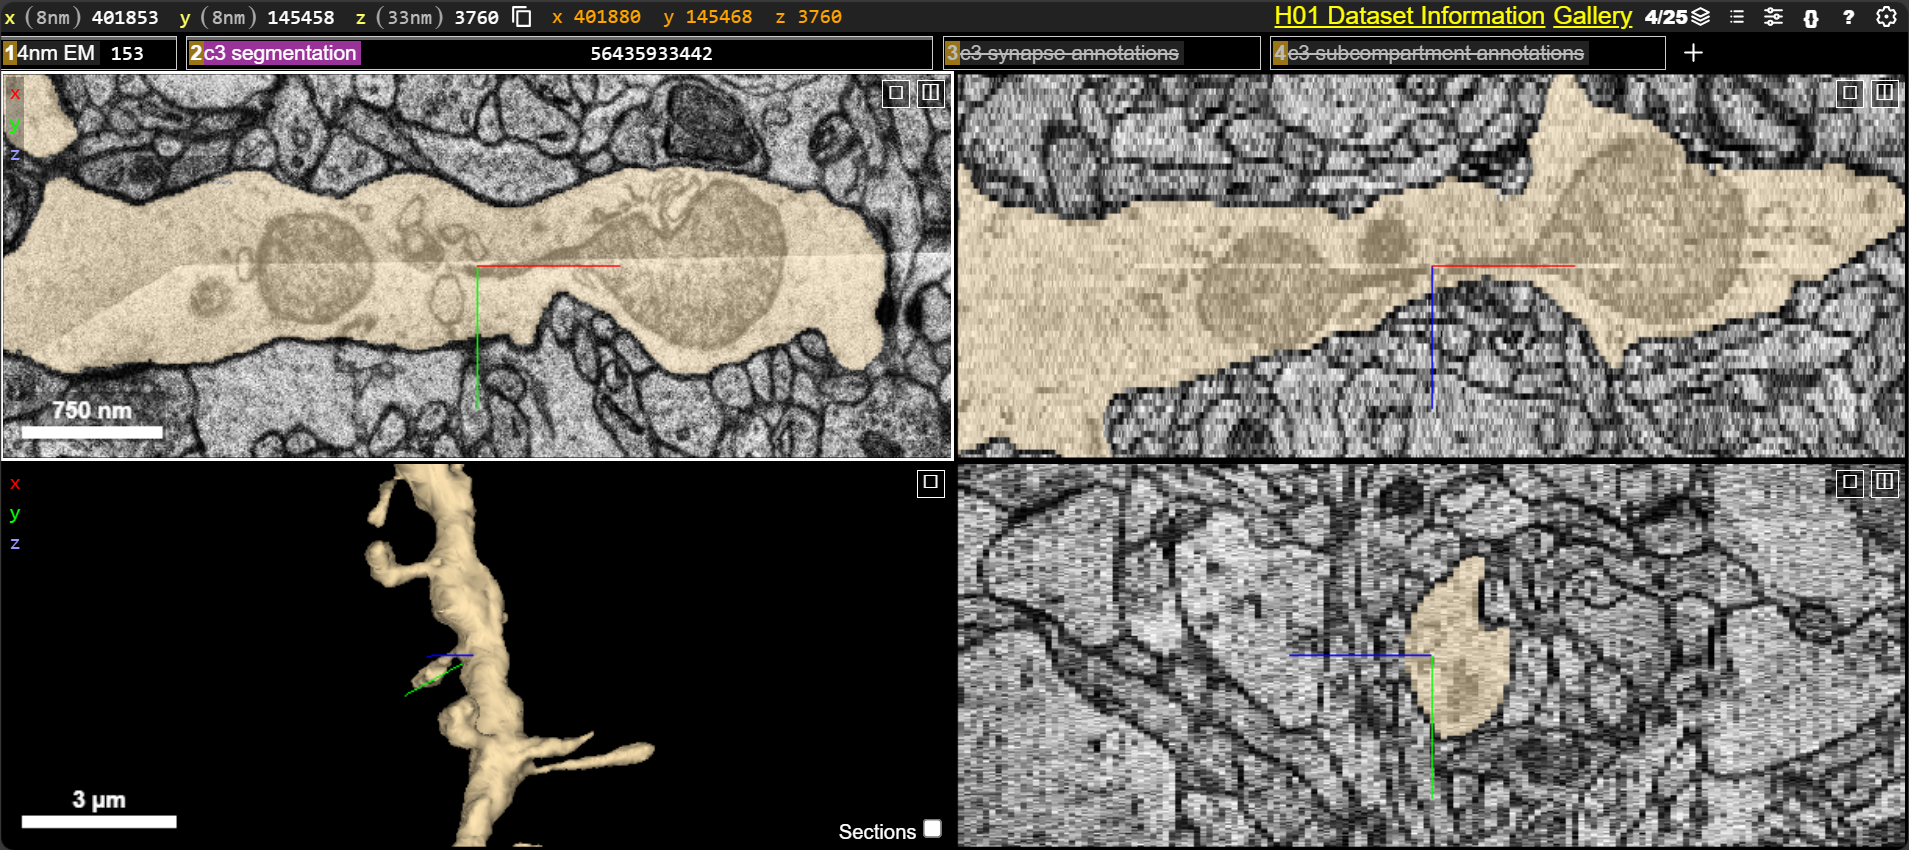 x (8nm) 401853 y (8nm) 145458 z (33nm) 3760 x 401880 y 145468 z 3760 H01 Dataset Information Gallery 4/25 {} ?
1 4nm EM 153 2 c3 segmentation 56435933442 3 c3 synapse annotations 4 c3 subcompartment annotations +
x
y
z
750 nm
x
y
z
3 µm
Sections